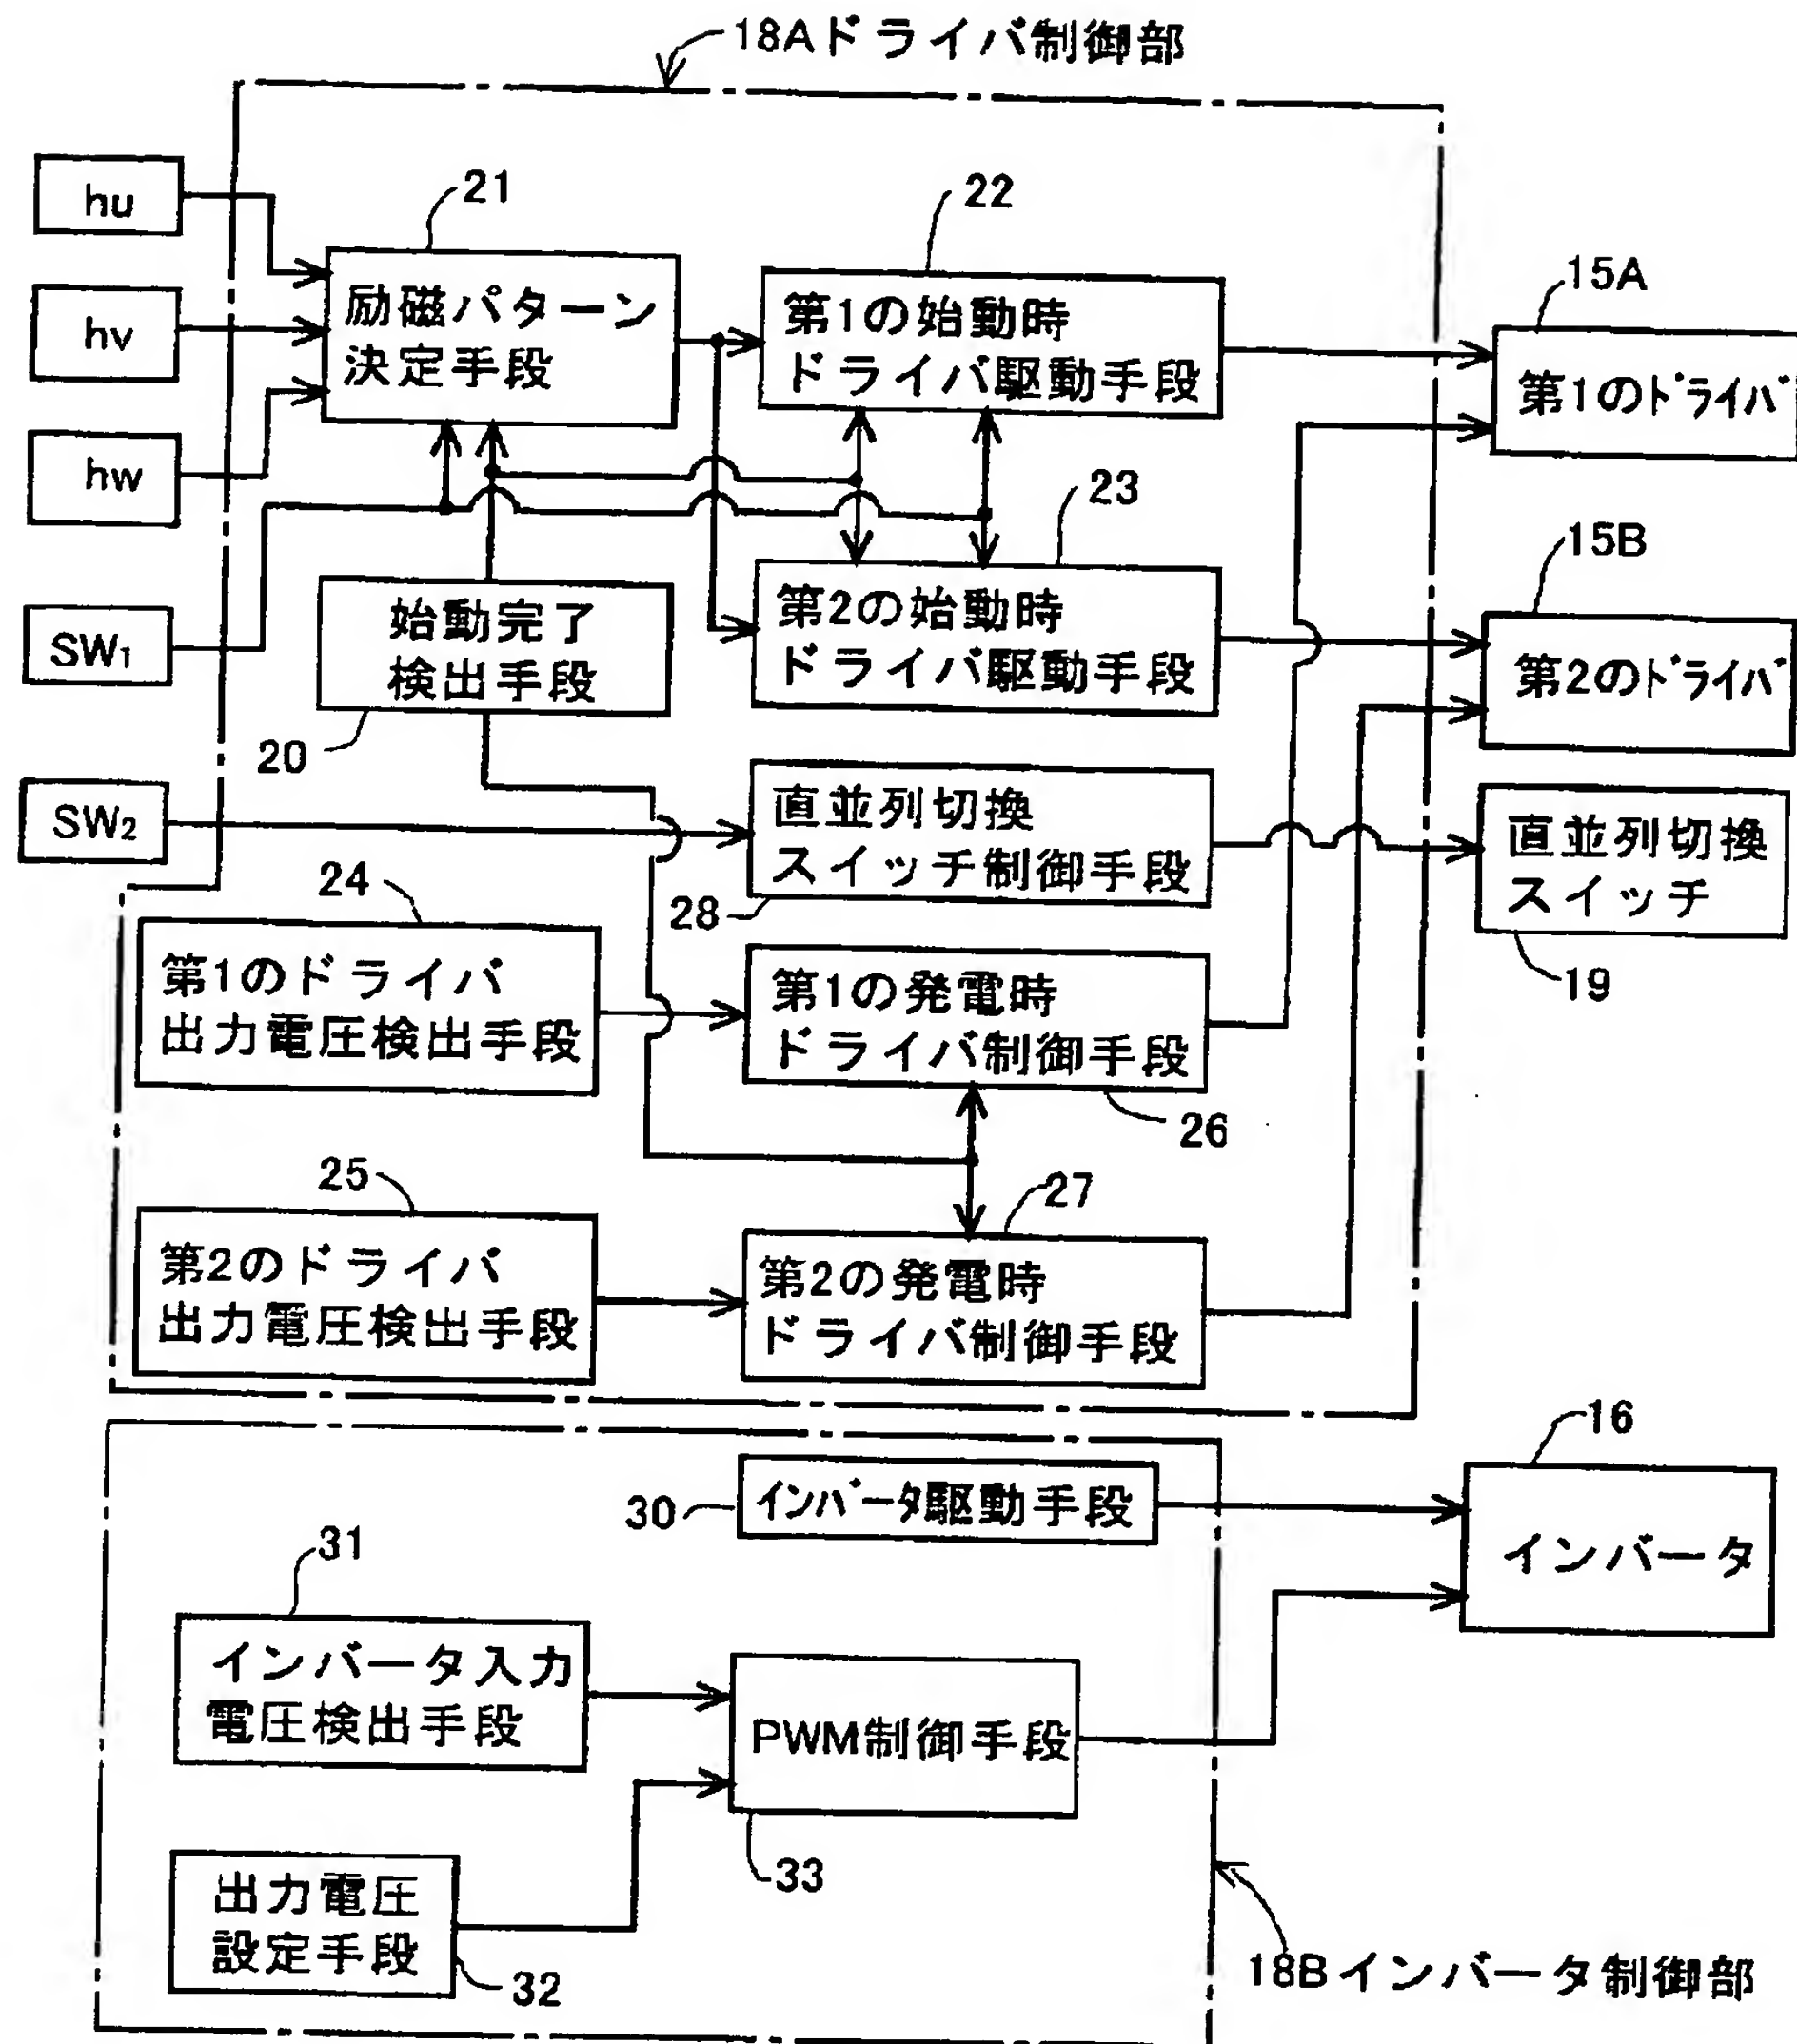 18Aドライバ制御部
hu
21
22
励磁パターン
決定手段
第1の始動時
ドライバ駆動手段
15A
第1のドライバ
hv
hw
23
15B
SW1
始動完了
検出手段
20
第2の始動時
ドライバ駆動手段
第2のドライバ
SW2
直並列切換
スイッチ制御手段
28
直並列切換
スイッチ
19
24
第1のドライバ
出力電圧検出手段
第1の発電時
ドライバ制御手段
26
25
第2のドライバ
出力電圧検出手段
27
第2の発電時
ドライバ制御手段
16
30
インバータ駆動手段
インバータ
31
インバータ入力
電圧検出手段
PWM制御手段
33
出力電圧
設定手段
32
18Bインバータ制御部